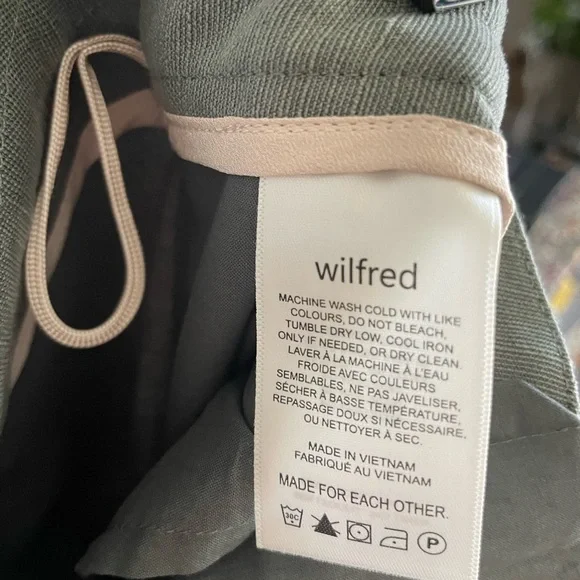 wilfred
MACHINE WASH COLD WITH LIKE
COLOURS, DO NOT BLEACH,
TUMBLE DRY LOW, COOL IRON
ONLY IF NEEDED, OR DRY CLEAN.
LAVER À LA MACHINE À L'EAU
FROIDE AVEC COULEURS
SEMBLABLES, NE PAS JAVELISER,
SÉCHER À BASSE TEMPÉRATURE,
REPASSAGE DOUX SI NÉCESSAIRE,
OU NETTOYER À SEC.
MADE IN VIETNAM
FABRIQUÉ AU VIETNAM
MADE FOR EACH OTHER.
30C P